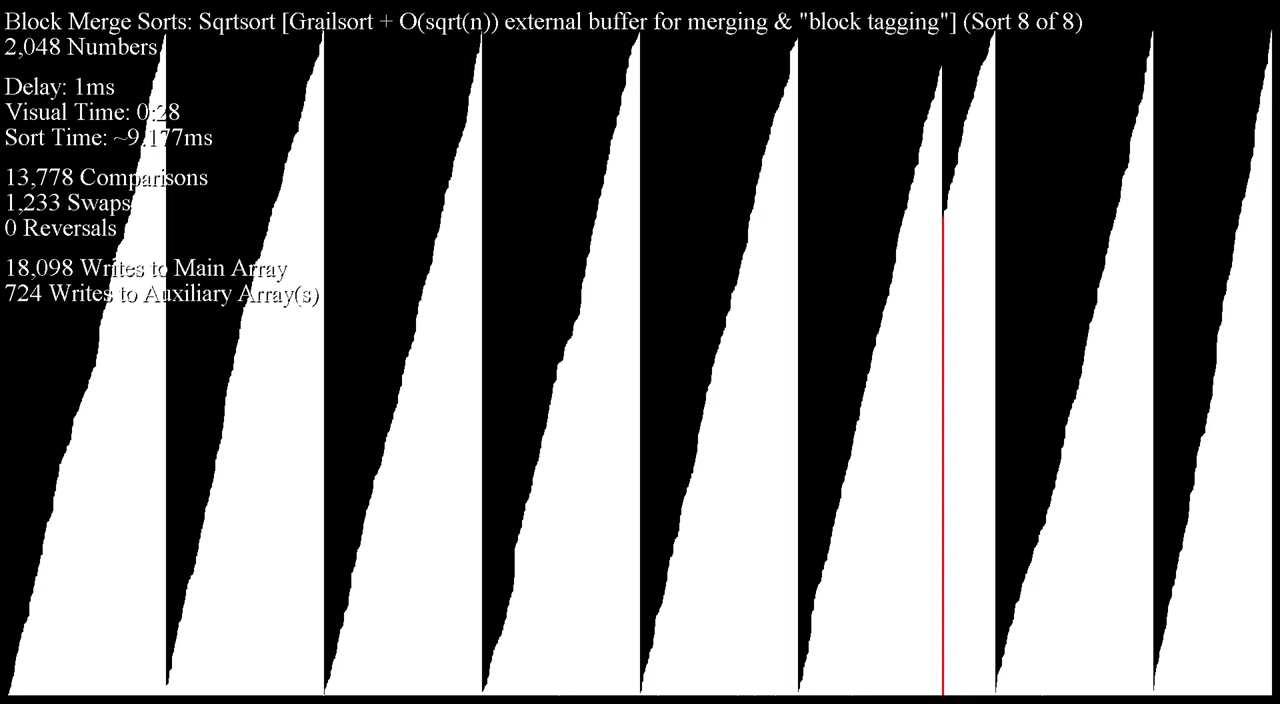 Block Merge Sorts: Sqrtsort [Grailsort + O(sqrt(n)) external buffer for merging & "block tagging"] (Sort 8 of 8)
2,048 Numbers
Delay: 1ms
Visual Time: 0:28
Sort Time: ~9.177ms
13,778 Comparisons
1,233 Swaps
0 Reversals
18,098 Writes to Main Array
724 Writes to Auxiliary Array(s)